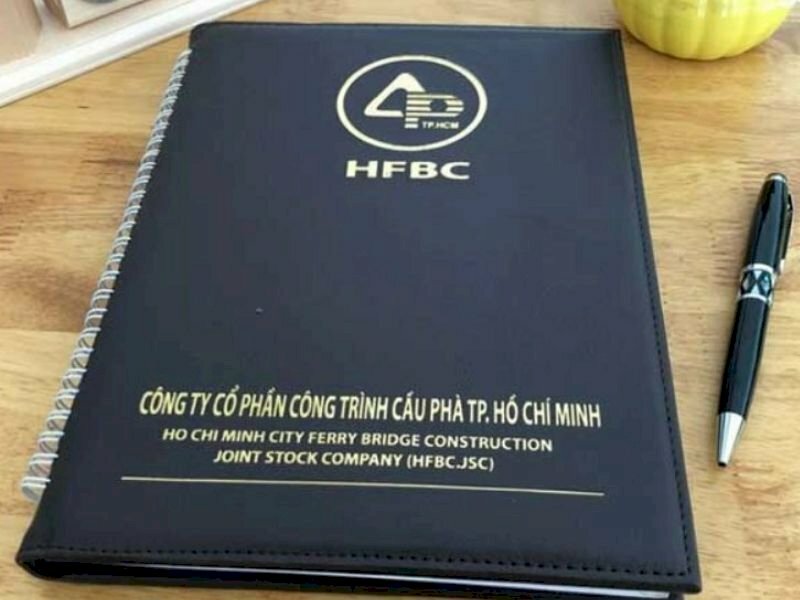 CP
TP.HCM
HFBC
CÔNG TY CỔ PHẦN CÔNG TRÌNH CẦU PHÀ TP. HỒ CHÍ MINH
HO CHI MINH CITY FERRY BRIDGE CONSTRUCTION
JOINT STOCK COMPANY (HFBC.JSC)